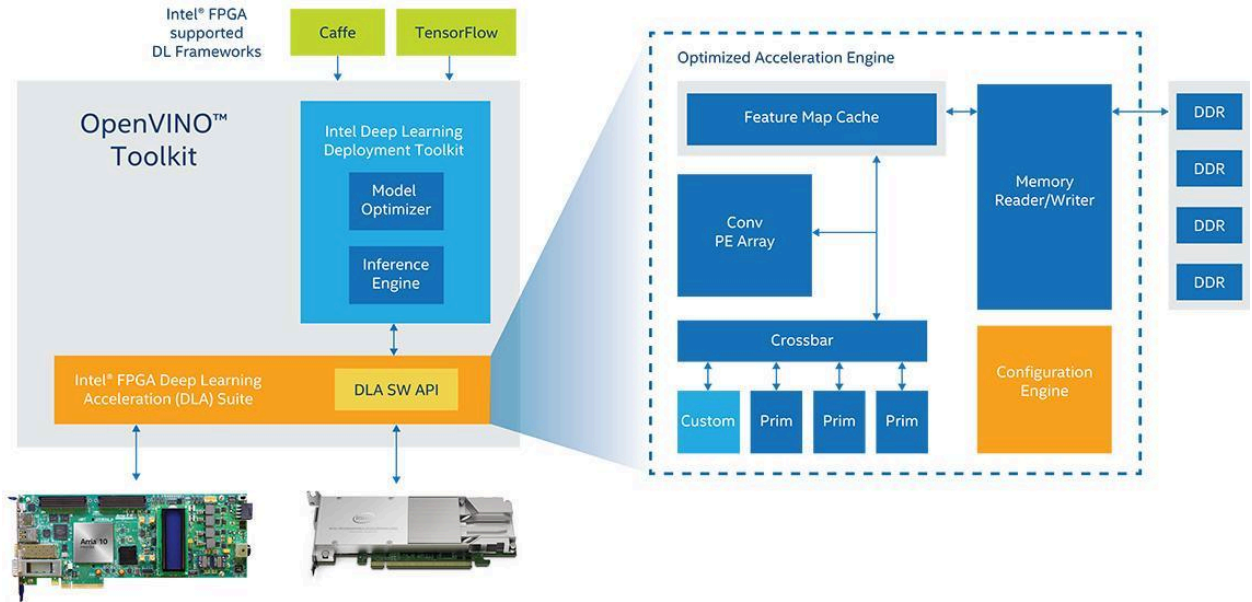 Intel® FPGA
supported
DL Frameworks
Caffe
TensorFlow
OpenVINO™
Toolkit
Intel Deep Learning
Deployment Toolkit
Model
Optimizer
Inference
Engine
Intel® FPGA Deep Learning
Acceleration (DLA) Suite
DLA SW API
Arria 10
Optimized Acceleration Engine
Feature Map Cache
Memory
Reader/Writer
Conv
PE Array
Crossbar
Custom
Prim
Prim
Prim
Configuration
Engine
DDR
DDR
DDR
DDR